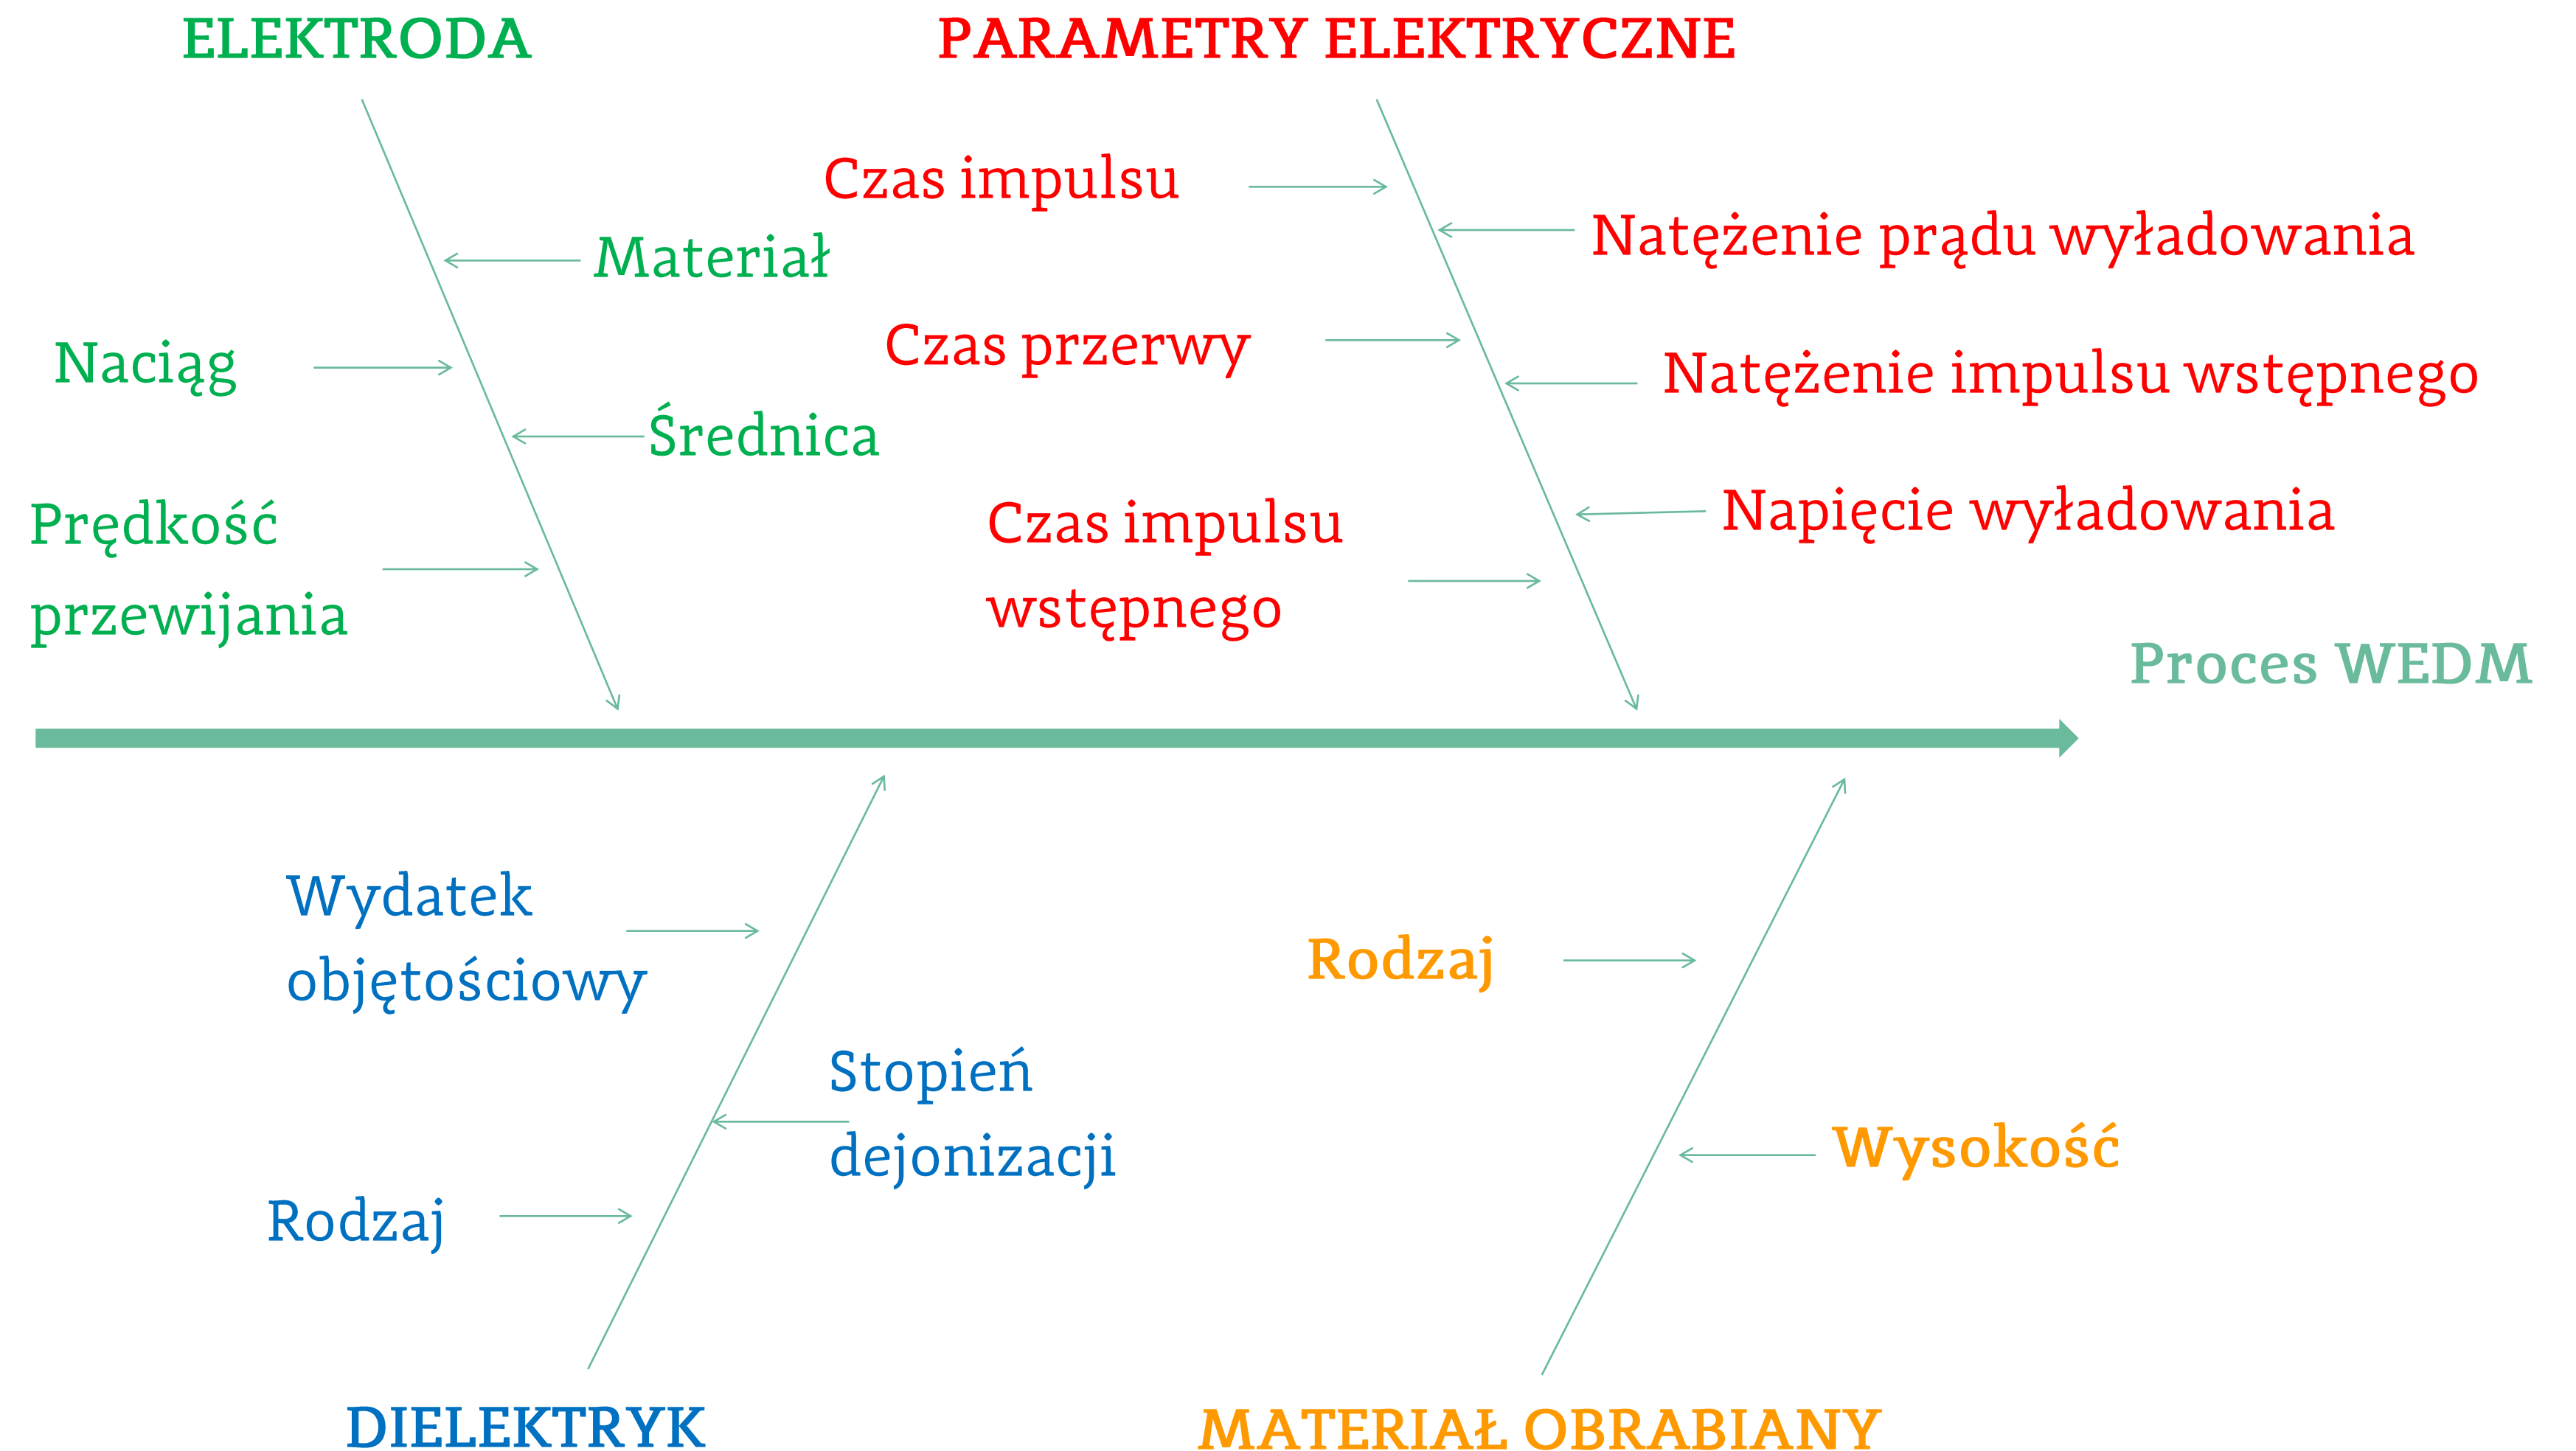 ELEKTRODA
PARAMETRY ELEKTRYCZNE
Czas impulsu
Natężenie prądu wyładowania
Materiał
Czas przerwy
Naciąg
Natężenie impulsu wstępnego
Średnica
Prędkość
przewijania
Czas impulsu
wstępnego
Napięcie wyładowania
Proces WEDM
Wydatek
objętościowy
Rodzaj
Stopień
dejonizacji
Wysokość
Rodzaj
DIELEKTRYK
MATERIAŁ OBRABIANY